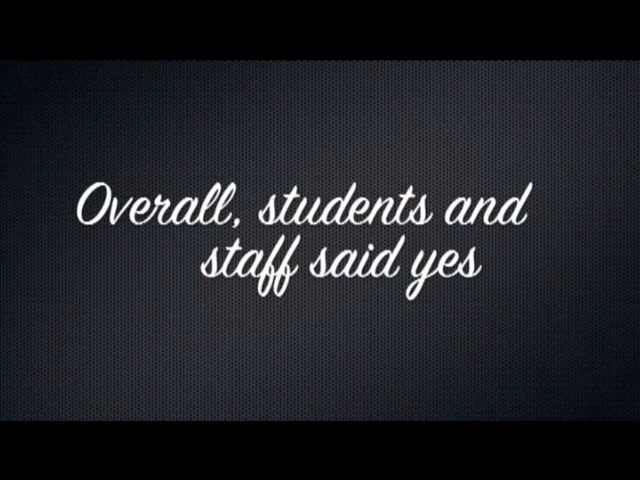 Overall, students and
staff said yes